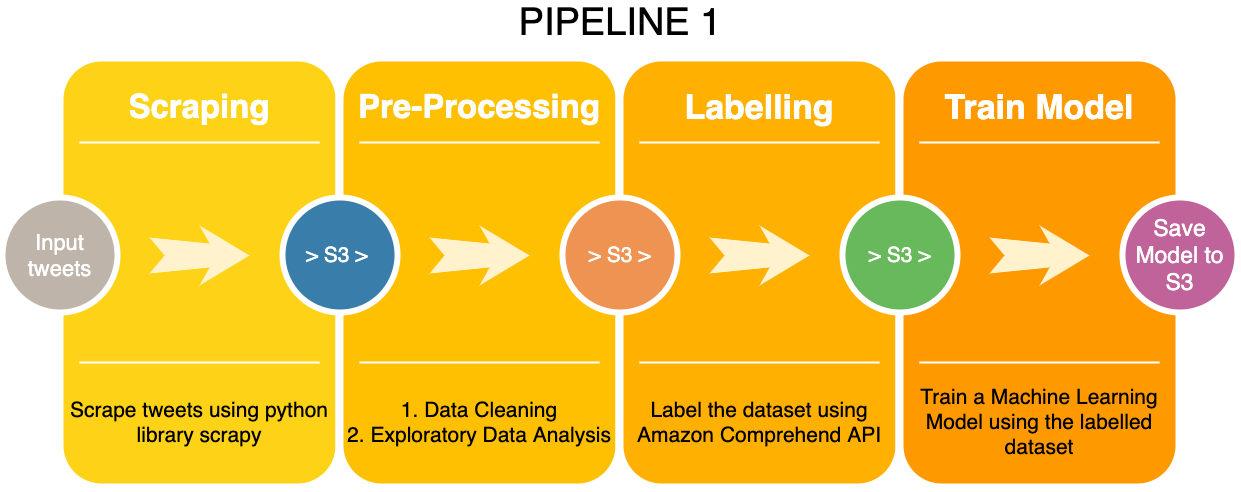 PIPELINE 1
Scraping
Pre-Processing
Labelling
Train Model
Input
tweets
> S3 >
> S3 >
> S3 >
Save
Model to
S3
Scrape tweets using python
library scrapy
1. Data Cleaning
2. Exploratory Data Analysis
Label the dataset using
Amazon Comprehend API
Train a Machine Learning
Model using the labelled
dataset